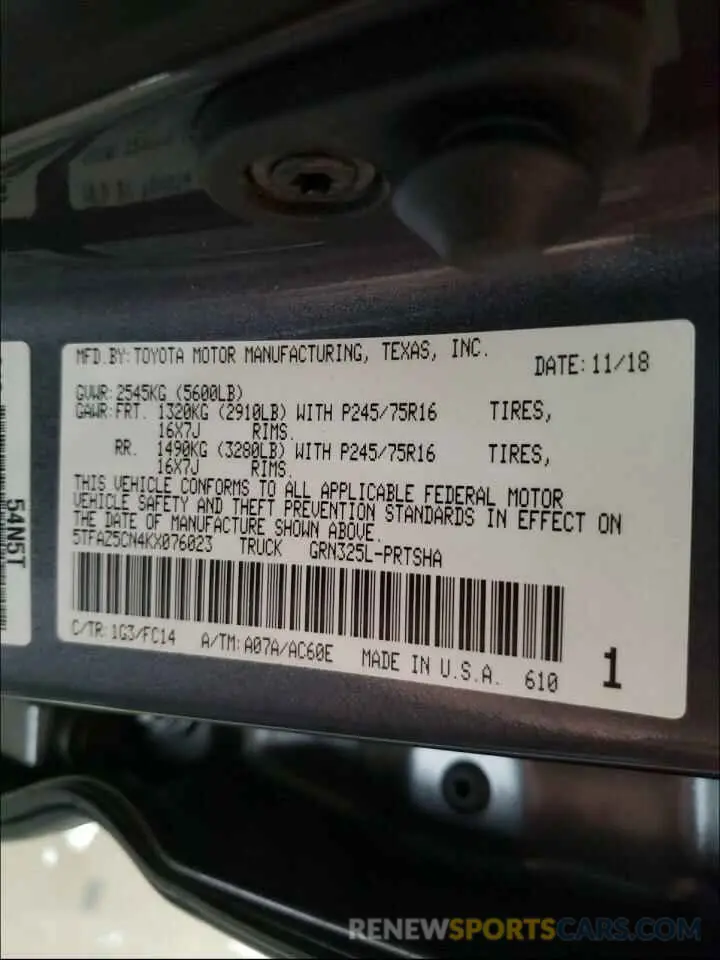 MFD.BY:TOYOTA MOTOR MANUFACTURING, TEXAS, INC. DATE:11/18
GVWR:2545KG (5600LB)
GAWR:FRT. 1320KG (2910LB) WITH P245/75R16 TIRES,
16X7J RIMS.
RR. 1490KG (3280LB) WITH P245/75R16 TIRES,
16X7J RIMS.
THIS VEHICLE CONFORMS TO ALL APPLICABLE FEDERAL MOTOR
VEHICLE SAFETY AND THEFT PREVENTION STANDARDS IN EFFECT ON
THE DATE OF MANUFACTURE SHOWN ABOVE.
5TFAZ5CN4KX076023 TRUCK GRN325L-PRTSHA
C/TR:1G3/FC14 A/TM:A07A/AC60E MADE IN U.S.A. 610 1
54N5T
RENEWSPORTSCARS.COM